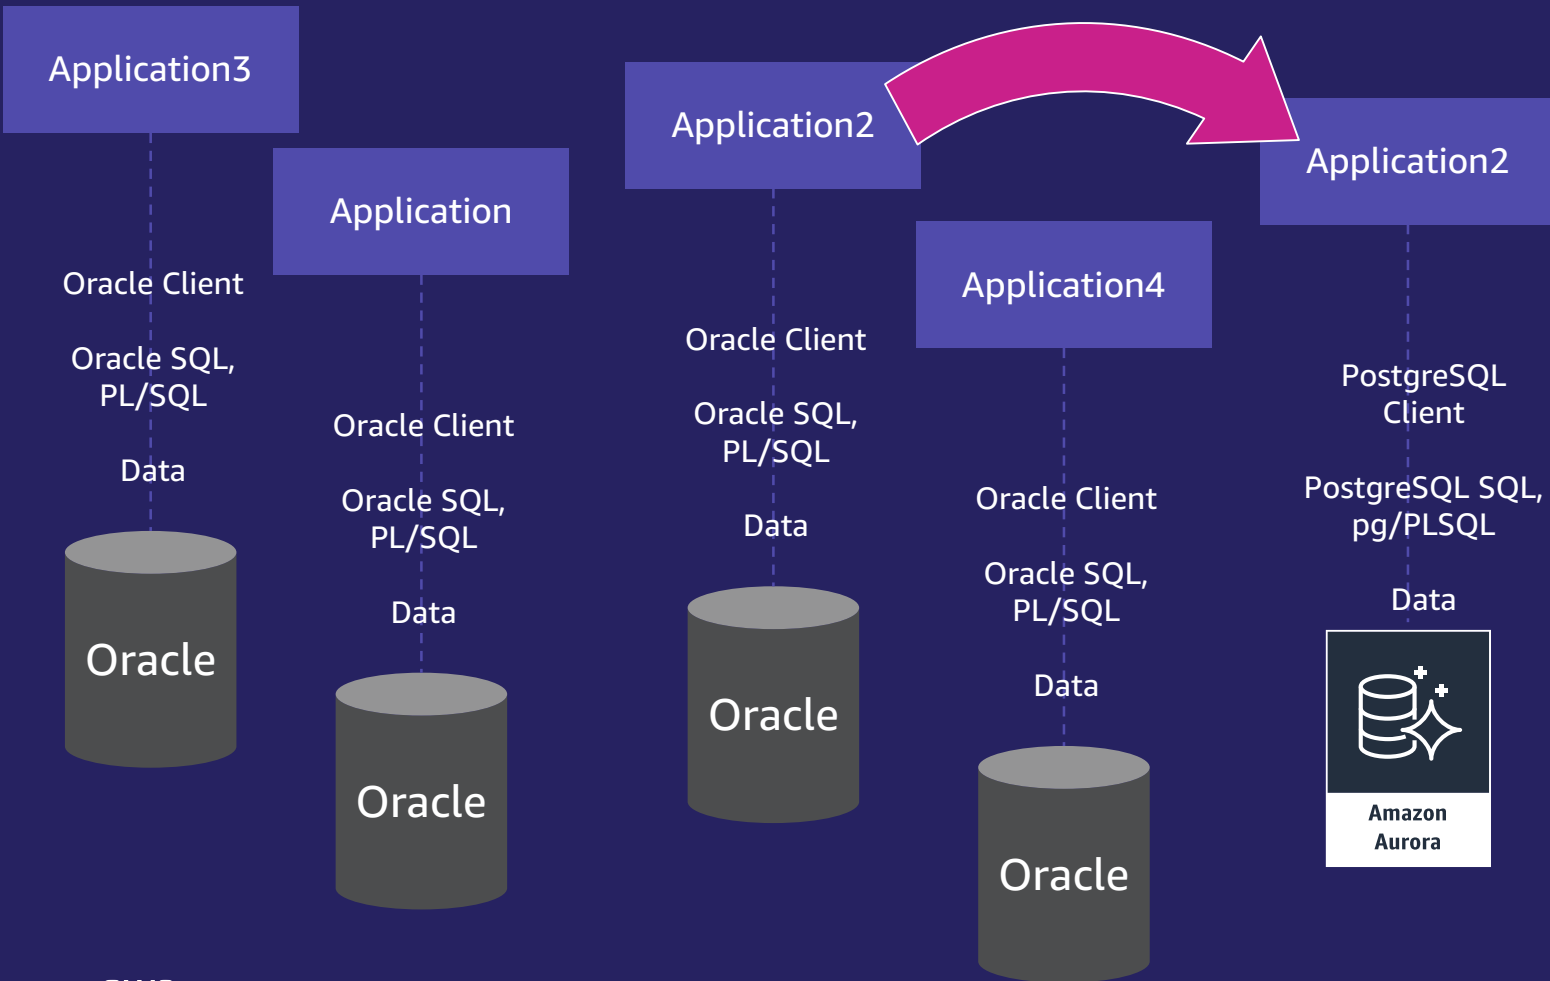 Application3
Oracle Client
Oracle SQL,
PL/SQL
Data
Oracle
Application
Oracle Client
Oracle SQL,
PL/SQL
Data
Oracle
Application2
Oracle Client
Oracle SQL,
PL/SQL
Data
Oracle
Application4
Oracle Client
Oracle SQL,
PL/SQL
Data
Oracle
Application2
PostgreSQL
Client
PostgreSQL SQL,
pg/PLSQL
Data
Amazon
Aurora